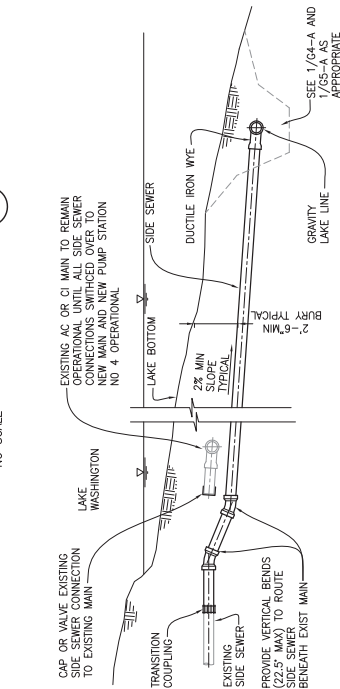 NO SCALE
CAP OR VALVE EXISTING
SIDE SEWER CONNECTION
TO EXISTING MAIN
LAKE
WASHINGTON
EXISTING AC OR CI MAIN TO REMAIN
OPERATIONAL UNTIL ALL SIDE SEWER
CONNECTIONS SWITHCED OVER TO
NEW MAIN AND NEW PUMP STATION
NO 4 OPERATIONAL
LAKE BOTTOM
SIDE SEWER
DUCTILE IRON WYE
2% MIN
SLOPE
TYPICAL
2'-6"MIN
BURY TYPICAL
TRANSITION
COUPLING
EXISTING
SIDE SEWER
PROVIDE VERTICAL BENDS
(22.5° MAX) TO ROUTE
SIDE SEWER
BENEATH EXIST MAIN
GRAVITY
LAKE LINE
SEE 1/G4-A AND
1/G5-A AS
APPROPRIATE